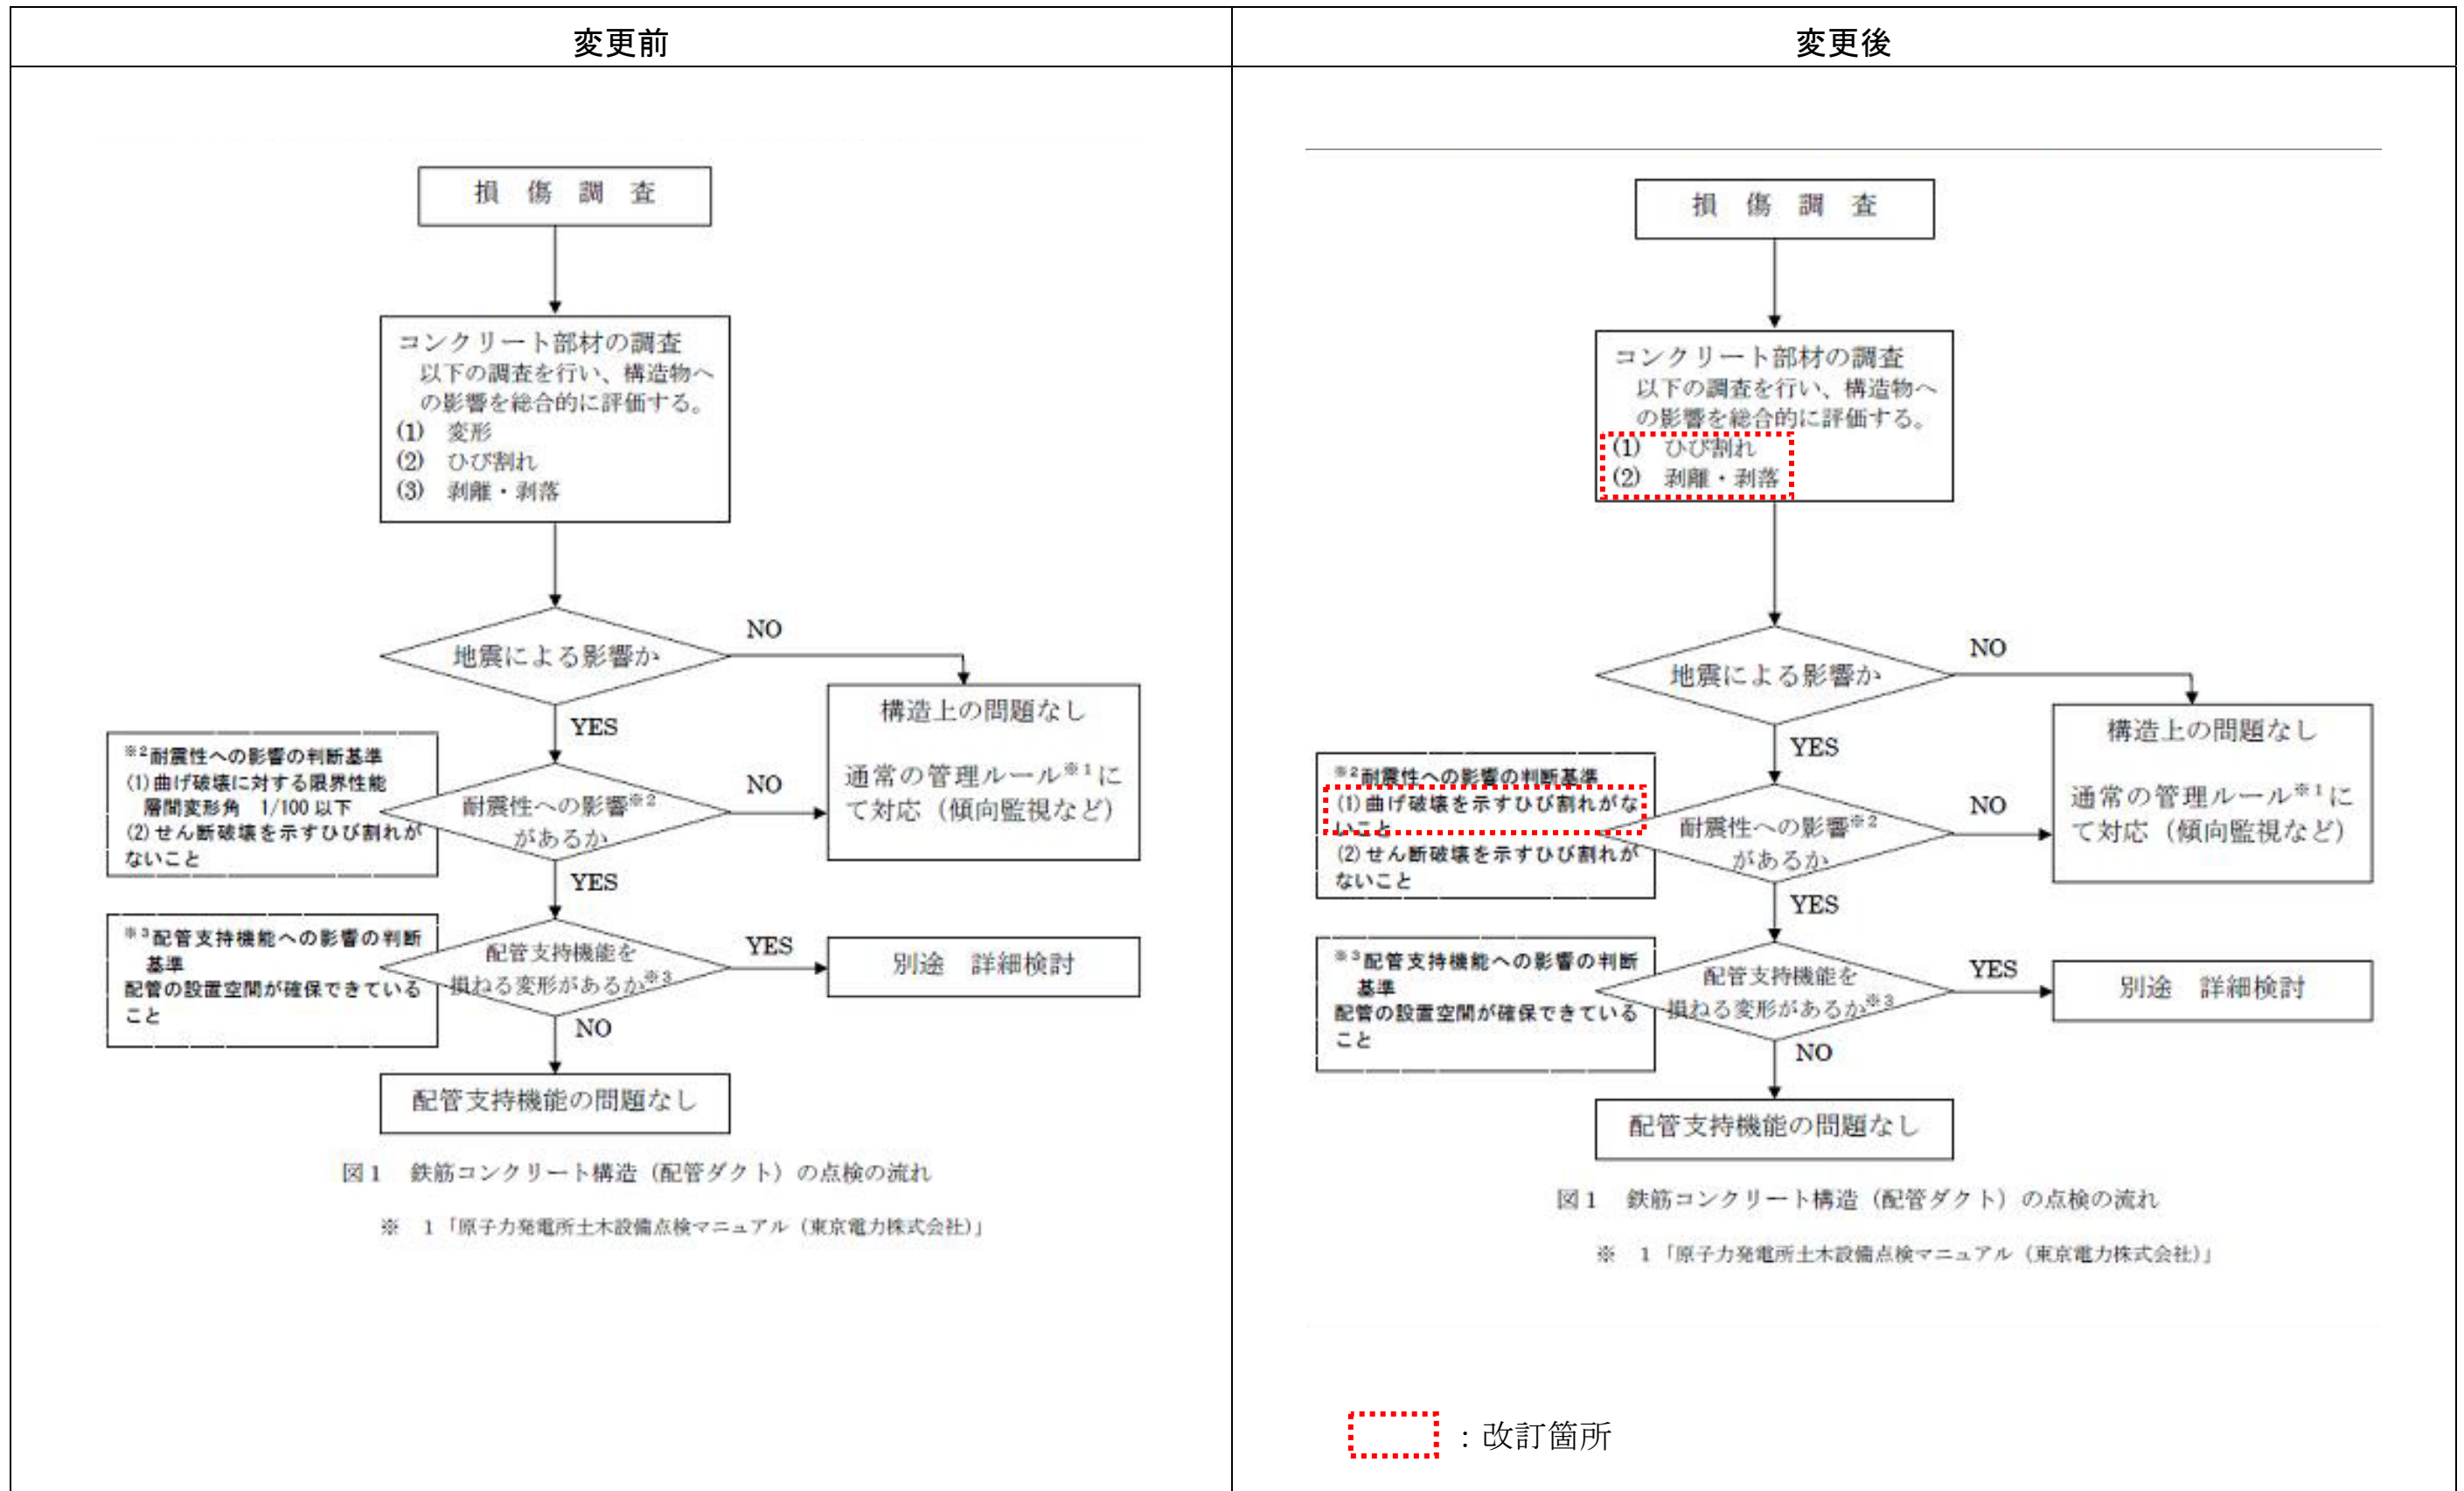 変更前
損 傷 調 査
コンクリート部材の調査
以下の調査を行い、構造物へ
の影響を総合的に評価する。
(1) 変形
(2) ひび割れ
(3) 剥離・剥落
地震による影響か
NO
YES
構造上の問題なし
通常の管理ルール※1に
て対応（傾向監視など）
※2耐震性への影響の判断基準
(1)曲げ破壊に対する限界性能
層間変形角 1/100 以下
(2)せん断破壊を示すひび割れが
ないこと
耐震性への影響※2
があるか
NO
YES
※3配管支持機能への影響の判断
基準
配管の設置空間が確保できている
こと
配管支持機能を
損ねる変形があるか※3
YES
別途 詳細検討
NO
配管支持機能の問題なし
図1 鉄筋コンクリート構造（配管ダクト）の点検の流れ
※ 1「原子力発電所土木設備点検マニュアル（東京電力株式会社）」
変更後
損 傷 調 査
コンクリート部材の調査
以下の調査を行い、構造物へ
の影響を総合的に評価する。
(1) ひび割れ
(2) 剥離・剥落
地震による影響か
NO
YES
構造上の問題なし
通常の管理ルール※1に
て対応（傾向監視など）
※2耐震性への影響の判断基準
(1)曲げ破壊を示すひび割れがな
いこと
(2)せん断破壊を示すひび割れが
ないこと
耐震性への影響※2
があるか
NO
YES
※3配管支持機能への影響の判断
基準
配管の設置空間が確保できている
こと
配管支持機能を
損ねる変形があるか※3
YES
別途 詳細検討
NO
配管支持機能の問題なし
図1 鉄筋コンクリート構造（配管ダクト）の点検の流れ
※ 1「原子力発電所土木設備点検マニュアル（東京電力株式会社）」
：改訂箇所